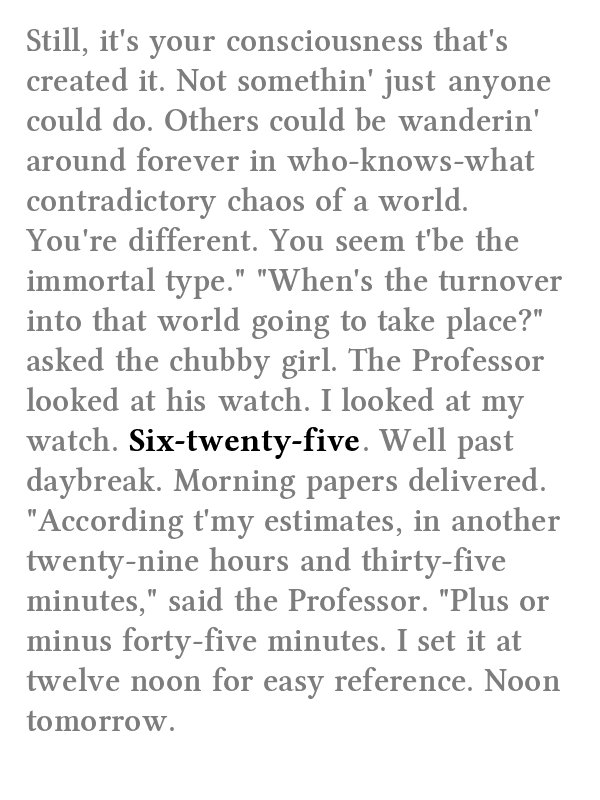 Still, it's your consciousness that's
created it. Not somethin' just anyone
could do. Others could be wanderin'
around forever in who-knows-what
contradictory chaos of a world.
You're different. You seem t'be the
immortal type." "When's the turnover
into that world going to take place?"
asked the chubby girl. The Professor
looked at his watch. I looked at my
watch. Six-twenty-five. Well past
daybreak. Morning papers delivered.
"According t'my estimates, in another
twenty-nine hours and thirty-five
minutes," said the Professor. "Plus or
minus forty-five minutes. I set it at
twelve noon for easy reference. Noon
tomorrow.